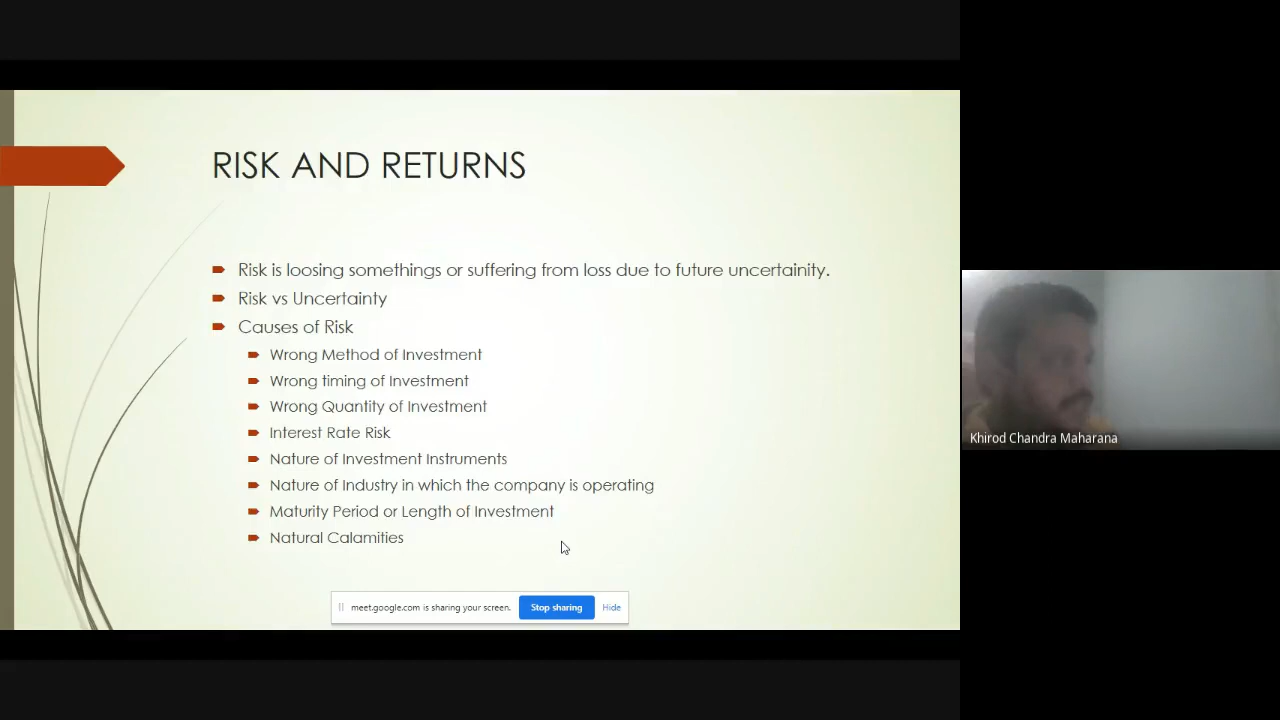 RISK AND RETURNS
Risk is loosing somethings or suffering from loss due to future uncertainity.
Risk vs Uncertainty
Causes of Risk
Wrong Method of Investment
Wrong timing of Investment
Wrong Quantity of Investment
Interest Rate Risk
Nature of Investment Instruments
Nature of Industry in which the company is operating
Maturity Period or Length of Investment
Natural Calamities
meet.google.com is sharing your screen. Stop sharing Hide
Khirod Chandra Maharana